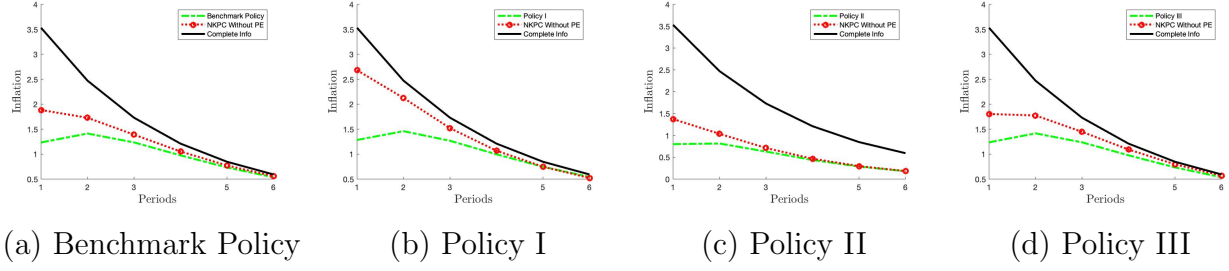 4
3.5
3
2.5
2
1.5
1
0.5
Inflation
1
2
3
4
5
6
Periods
Benchmark Policy
NKPC Without PE
Complete Info
(a) Benchmark Policy
4
3.5
3
2.5
2
1.5
1
0.5
Inflation
1
2
3
4
5
6
Periods
Policy I
NKPC Without PE
Complete Info
(b) Policy I
4
3.5
3
2.5
2
1.5
1
0.5
0
Inflation
1
2
3
4
5
6
Periods
Policy II
NKPC Without PE
Complete Info
(c) Policy II
4
3.5
3
2.5
2
1.5
1
0.5
Inflation
1
2
3
4
5
6
Periods
Policy III
NKPC Without PE
Complete Info
(d) Policy III